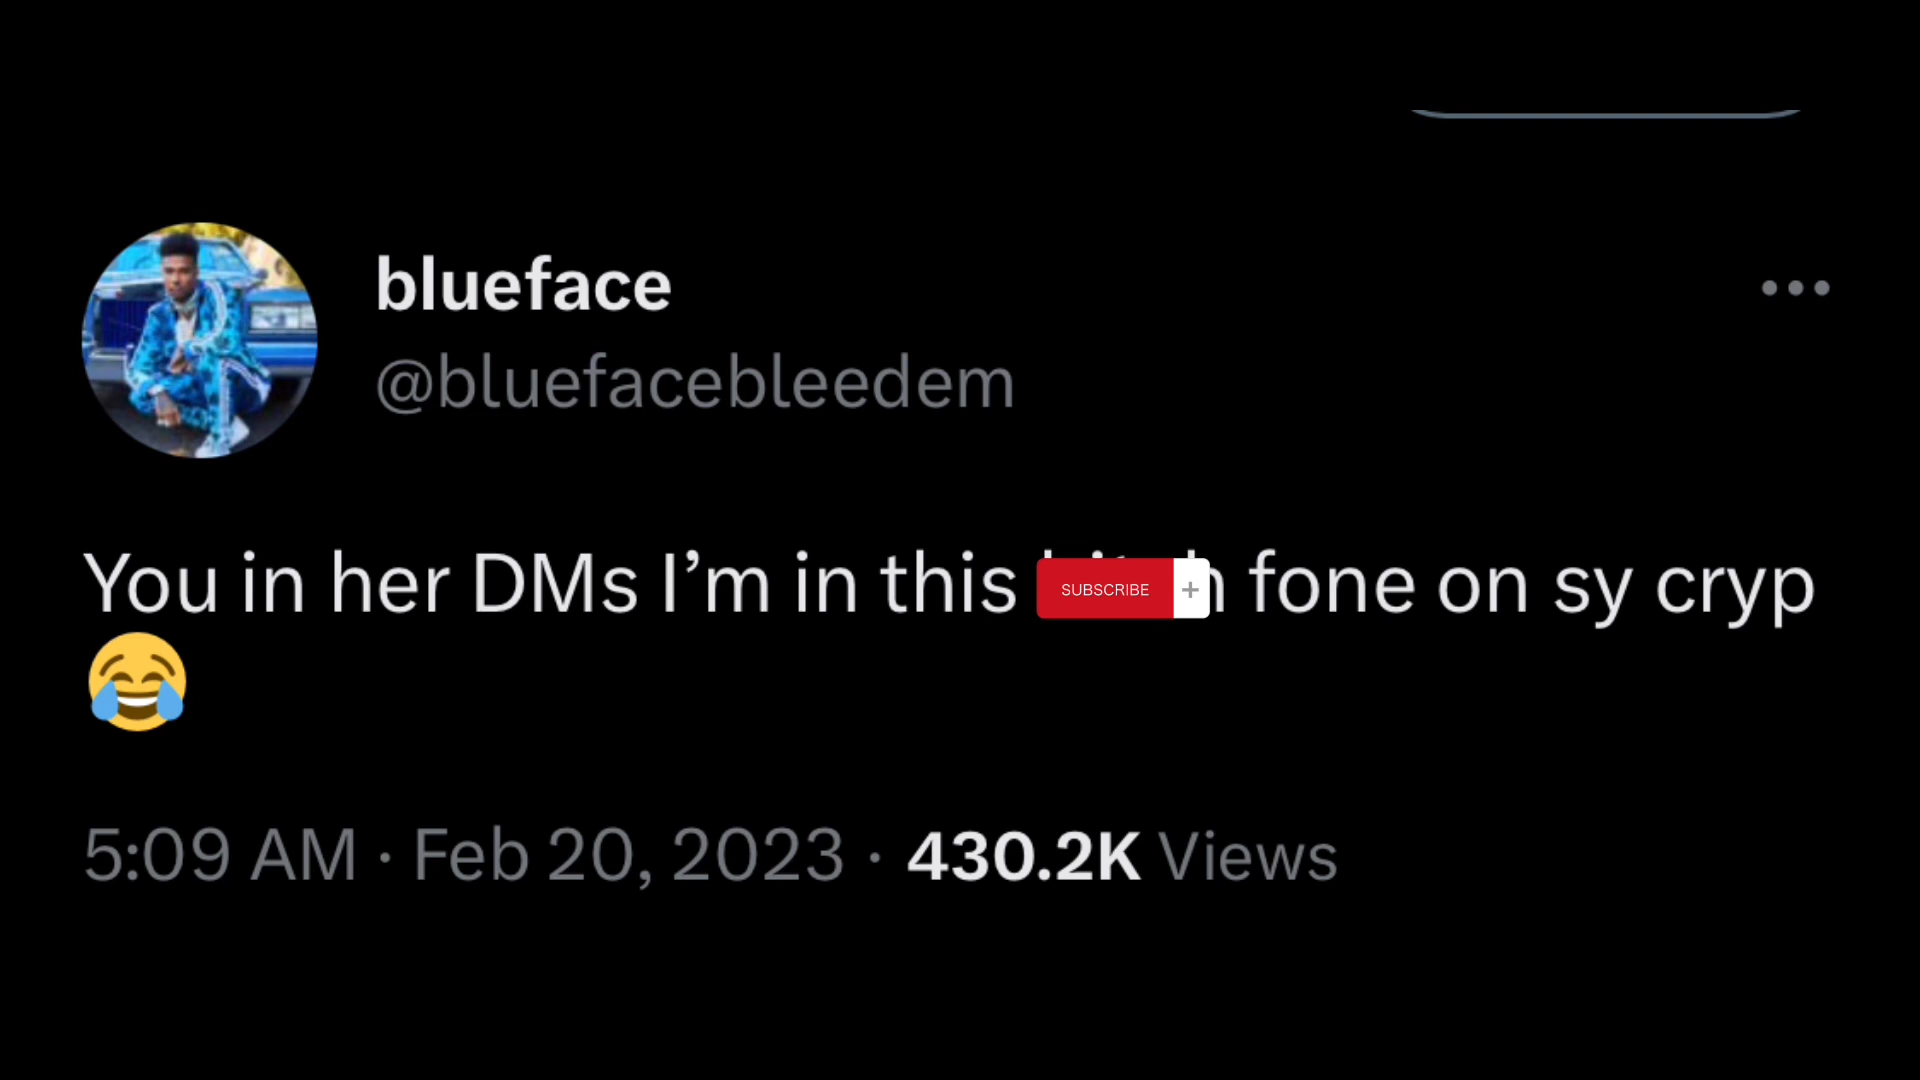 blueface
@bluefacebleedem
You in her DMs I’m in this SUBSCRIBE + fone on sy cryp
😂
5:09 AM · Feb 20, 2023 · 430.2K Views